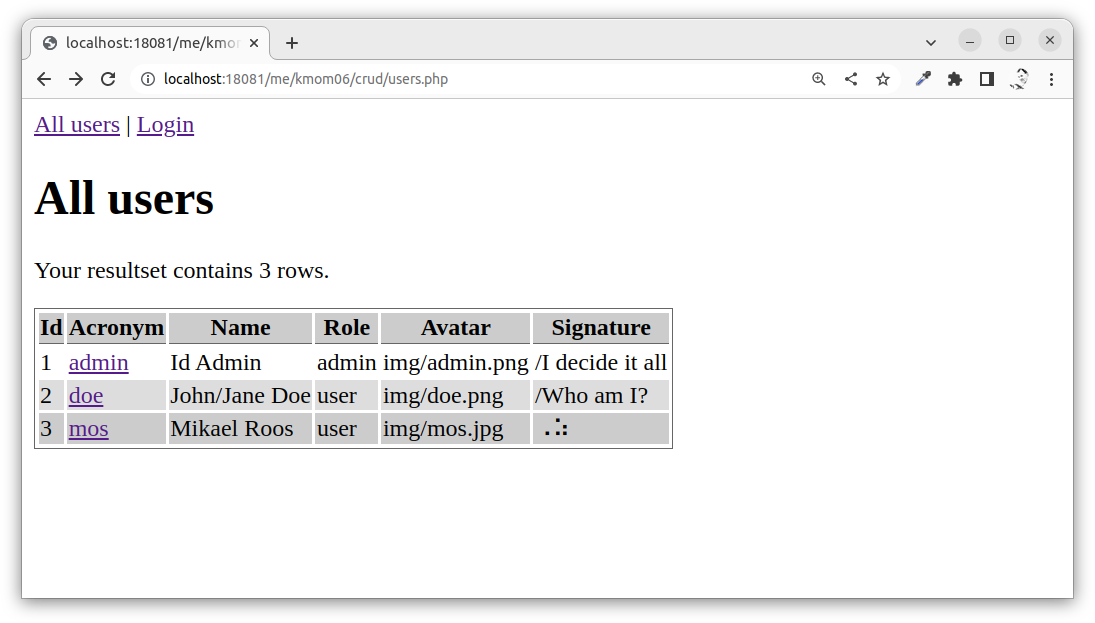 localhost:18081/me/kmom
localhost:18081/me/kmom06/crud/users.php
All users | Login
All users
Your resultset contains 3 rows.
Id Acronym Name Role Avatar Signature
1 admin Id Admin admin img/admin.png /I decide it all
2 doe John/Jane Doe user img/doe.png /Who am I?
3 mos Mikael Roos user img/mos.jpg